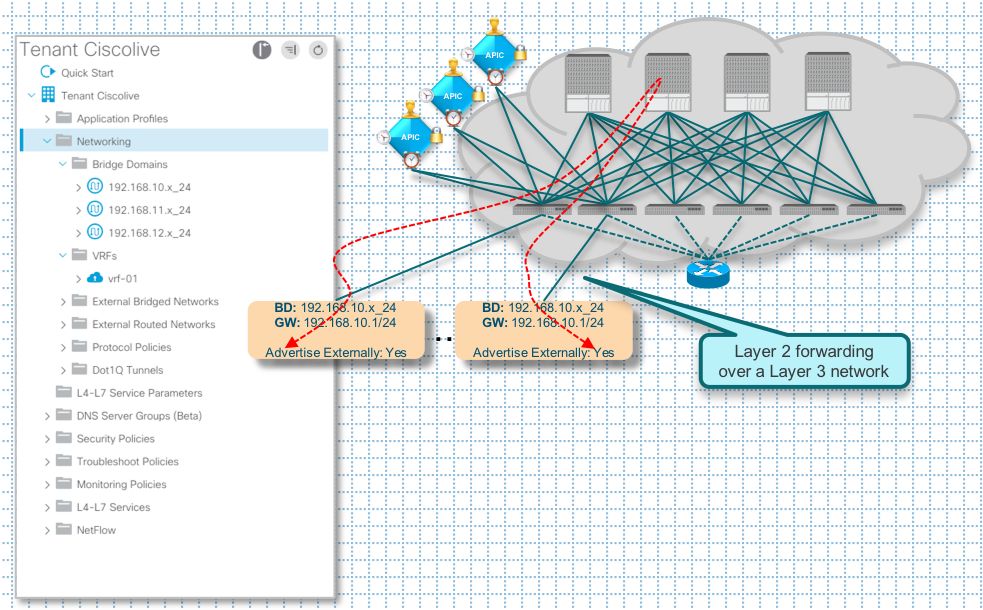 Tenant Ciscolive
Quick Start
Tenant Ciscolive
Application Profiles
Networking
Bridge Domains
192.168.10.x_24
192.168.11.x_24
192.168.12.x_24
VRFs
vrf-01
External Bridged Networks
External Routed Networks
Protocol Policies
Dot1Q Tunnels
L4-L7 Service Parameters
DNS Server Groups (Beta)
Security Policies
Troubleshoot Policies
Monitoring Policies
L4-L7 Services
NetFlow
APIC
APIC
APIC
BD: 192.168.10.x_24
GW: 192.168.10.1/24
Advertise Externally: Yes
BD: 192.168.10.x_24
GW: 192.168.10.1/24
Advertise Externally: Yes
Layer 2 forwarding
over a Layer 3 network